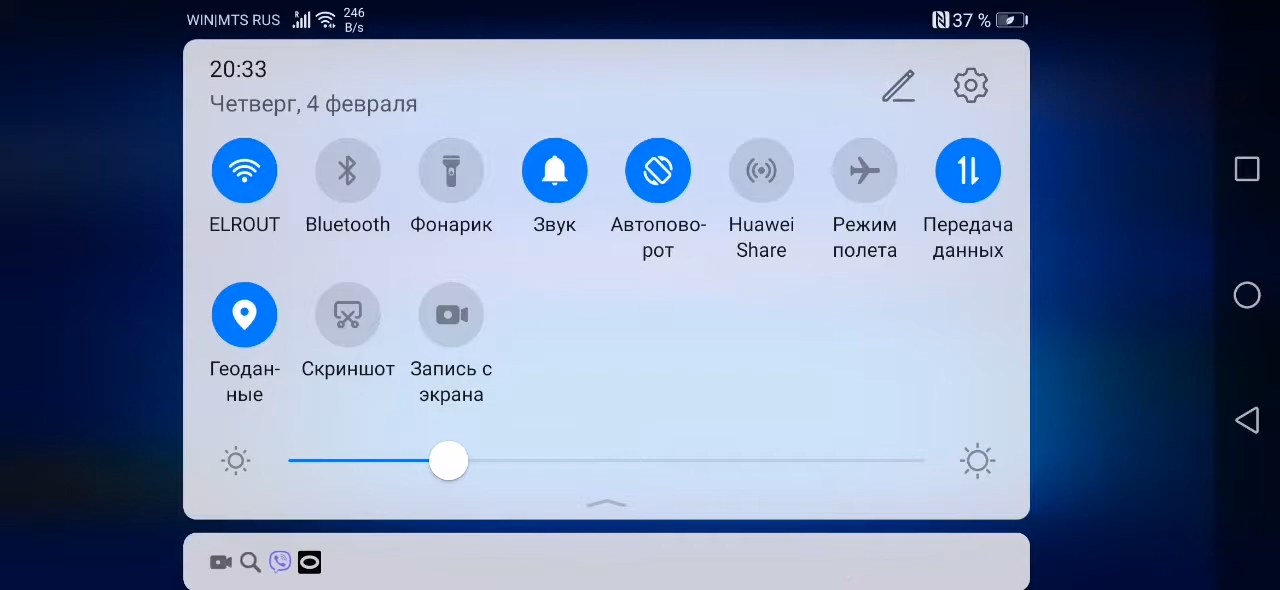 WIN|MTS RUS R 246 B/s 37 %
20:33
Четверг, 4 февраля
ELROUT Bluetooth Фонарик Звук Автопово- Huawei Режим Передача
рот Share полета данных
Геодан- Скриншот Запись с
ные экрана